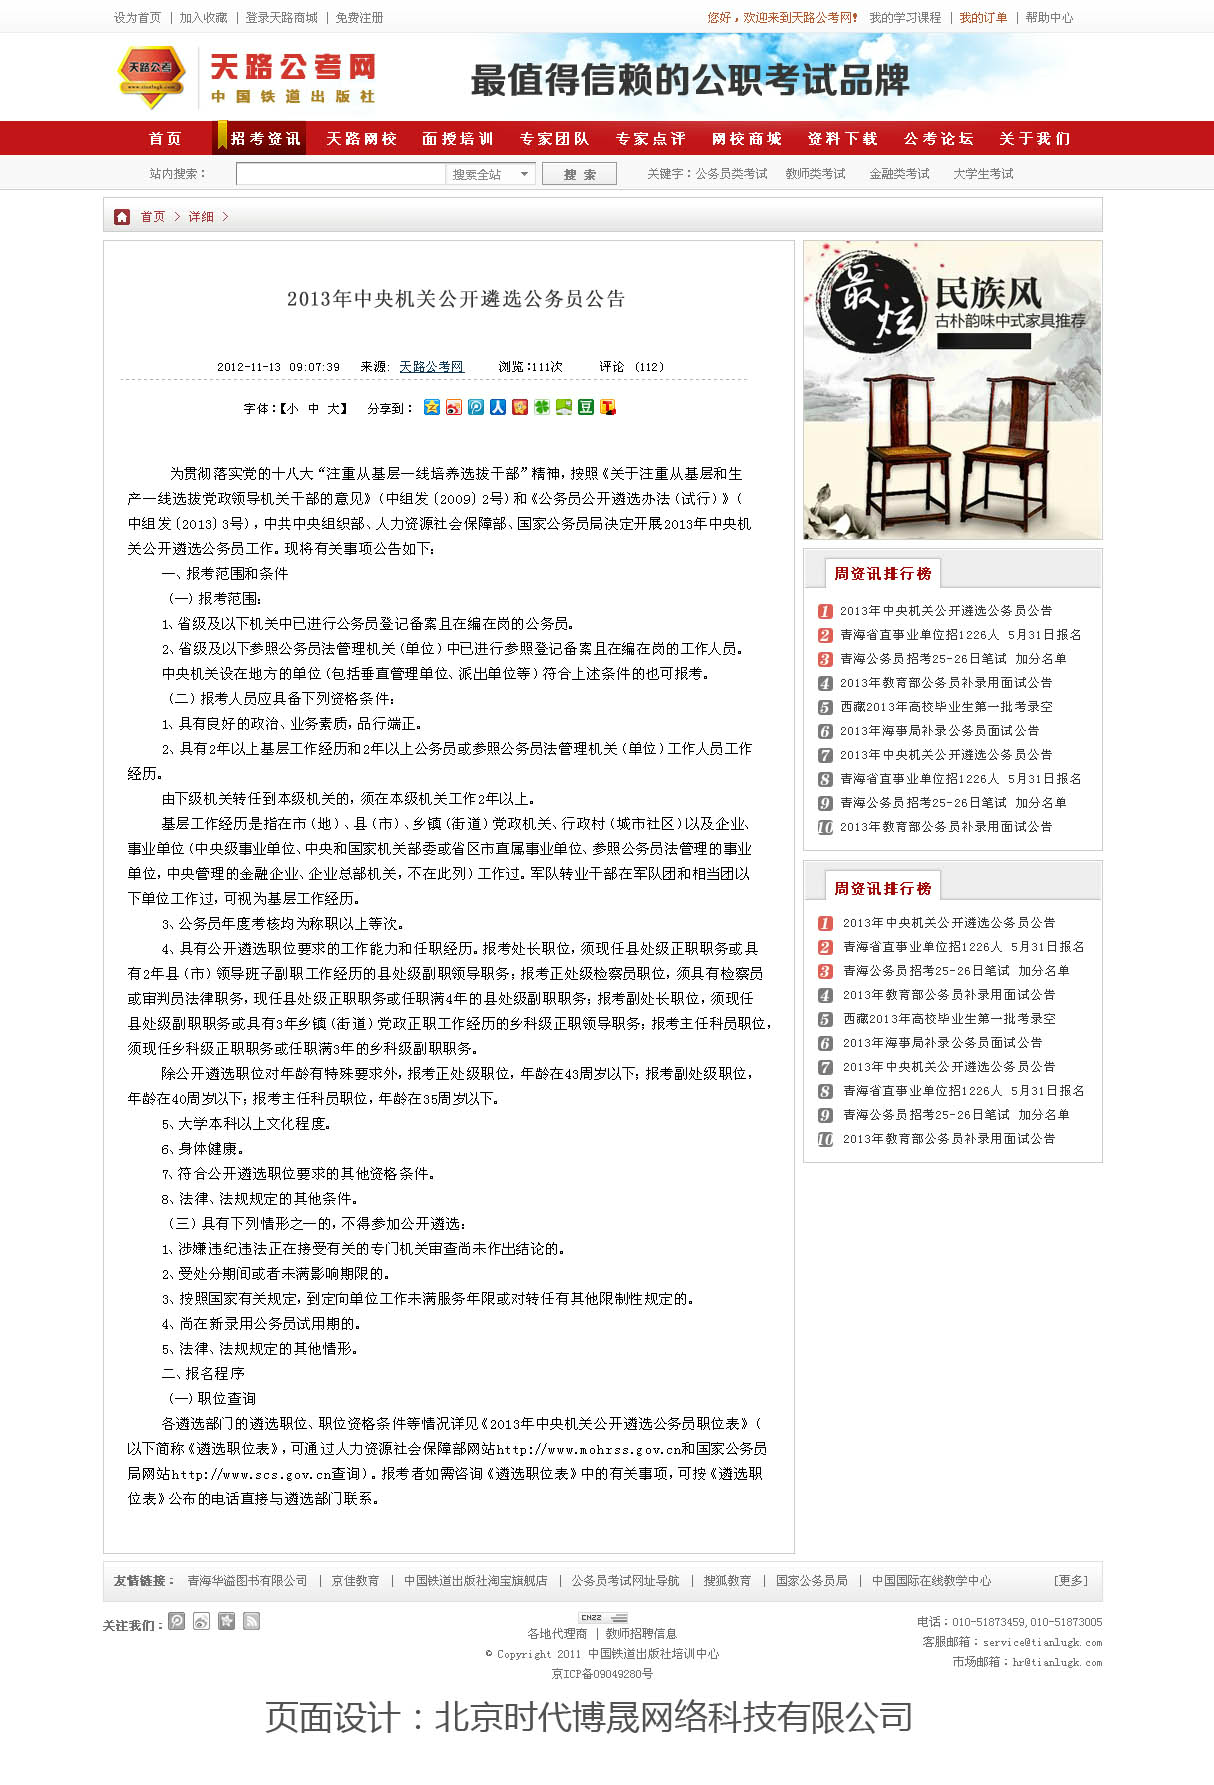 设为首页 | 加入收藏 | 登录天路商城 | 免费注册
您好，欢迎来到天路公考网! 我的学习课程 | 我的订单 | 帮助中心
天路公考
www.tianlugk.com
天路公考网
中国铁道出版社
最值得信赖的公职考试品牌
首页 招考资讯 天路网校 面授培训 专家团队 专家点评 网校商城 资料下载 公考论坛 关于我们
站内搜索： 搜索全站 搜 索 关键字：公务员类考试 教师类考试 金融类考试 大学生考试
首页 > 详细 >
2013年中央机关公开遴选公务员公告
2012-11-13 09:07:39 来源: 天路公考网 浏览:111次 评论 (112)
字体：【小 中 大】 分享到：
为贯彻落实党的十八大“注重从基层一线培养选拔干部”精神，按照《关于注重从基层和生
产一线选拔党政领导机关干部的意见》（中组发〔2009〕2号）和《公务员公开遴选办法（试行）》（
中组发〔2013〕3号），中共中央组织部、人力资源社会保障部、国家公务员局决定开展2013年中央机
关公开遴选公务员工作。现将有关事项公告如下：
一、报考范围和条件
（一）报考范围：
1、省级及以下机关中已进行公务员登记备案且在编在岗的公务员。
2、省级及以下参照公务员法管理机关（单位）中已进行参照登记备案且在编在岗的工作人员。
中央机关设在地方的单位（包括垂直管理单位、派出单位等）符合上述条件的也可报考。
（二）报考人员应具备下列资格条件：
1、具有良好的政治、业务素质，品行端正。
2、具有2年以上基层工作经历和2年以上公务员或参照公务员法管理机关（单位）工作人员工作
经历。
由下级机关转任到本级机关的，须在本级机关工作2年以上。
基层工作经历是指在市（地）、县（市）、乡镇（街道）党政机关、行政村（城市社区）以及企业、
事业单位（中央级事业单位、中央和国家机关部委或省区市直属事业单位、参照公务员法管理的事业
单位，中央管理的金融企业、企业总部机关，不在此列）工作过。军队转业干部在军队团和相当团以
下单位工作过，可视为基层工作经历。
3、公务员年度考核均为称职以上等次。
4、具有公开遴选职位要求的工作能力和任职经历。报考处长职位，须现任县处级正职职务或具
有2年县（市）领导班子副职工作经历的县处级副职领导职务；报考正处级检察员职位，须具有检察员
或审判员法律职务，现任县处级正职职务或任职满4年的县处级副职职务；报考副处长职位，须现任
县处级副职职务或具有3年乡镇（街道）党政正职工作经历的乡科级正职领导职务；报考主任科员职位，
须现任乡科级正职职务或任职满3年的乡科级副职职务。
除公开遴选职位对年龄有特殊要求外，报考正处级职位，年龄在43周岁以下；报考副处级职位，
年龄在40周岁以下；报考主任科员职位，年龄在35周岁以下。
5、大学本科以上文化程度。
6、身体健康。
7、符合公开遴选职位要求的其他资格条件。
8、法律、法规规定的其他条件。
（三）具有下列情形之一的，不得参加公开遴选：
1、涉嫌违纪违法正在接受有关的专门机关审查尚未作出结论的。
2、受处分期间或者未满影响期限的。
3、按照国家有关规定，到定向单位工作未满服务年限或对转任有其他限制性规定的。
4、尚在新录用公务员试用期的。
5、法律、法规规定的其他情形。
二、报名程序
（一）职位查询
各遴选部门的遴选职位、职位资格条件等情况详见《2013年中央机关公开遴选公务员职位表》（
以下简称《遴选职位表》，可通过人力资源社会保障部网站http://www.mohrss.gov.cn和国家公务员
局网站http://www.scs.gov.cn查询）。报考者如需咨询《遴选职位表》中的有关事项，可按《遴选职
位表》公布的电话直接与遴选部门联系。
最炫
民族风
古朴韵味中式家具推荐
周资讯排行榜
1 2013年中央机关公开遴选公务员公告
2 青海省直事业单位招1226人 5月31日报名
3 青海公务员招考25-26日笔试 加分名单
4 2013年教育部公务员补录用面试公告
5 西藏2013年高校毕业生第一批考录空
6 2013年海事局补录公务员面试公告
7 2013年中央机关公开遴选公务员公告
8 青海省直事业单位招1226人 5月31日报名
9 青海公务员招考25-26日笔试 加分名单
10 2013年教育部公务员补录用面试公告
周资讯排行榜
1 2013年中央机关公开遴选公务员公告
2 青海省直事业单位招1226人 5月31日报名
3 青海公务员招考25-26日笔试 加分名单
4 2013年教育部公务员补录用面试公告
5 西藏2013年高校毕业生第一批考录空
6 2013年海事局补录公务员面试公告
7 2013年中央机关公开遴选公务员公告
8 青海省直事业单位招1226人 5月31日报名
9 青海公务员招考25-26日笔试 加分名单
10 2013年教育部公务员补录用面试公告
友情链接： 青海华溢图书有限公司 | 京佳教育 | 中国铁道出版社淘宝旗舰店 | 公务员考试网址导航 | 搜狐教育 | 国家公务员局 | 中国国际在线教学中心 [更多]
关注我们：
CNZZ
各地代理商 | 教师招聘信息
© Copyright 2011 中国铁道出版社培训中心
京ICP备09049280号
电话：010-51873459,010-51873005
客服邮箱：service@tianlugk.com
市场邮箱：hr@tianlugk.com
页面设计：北京时代博晟网络科技有限公司